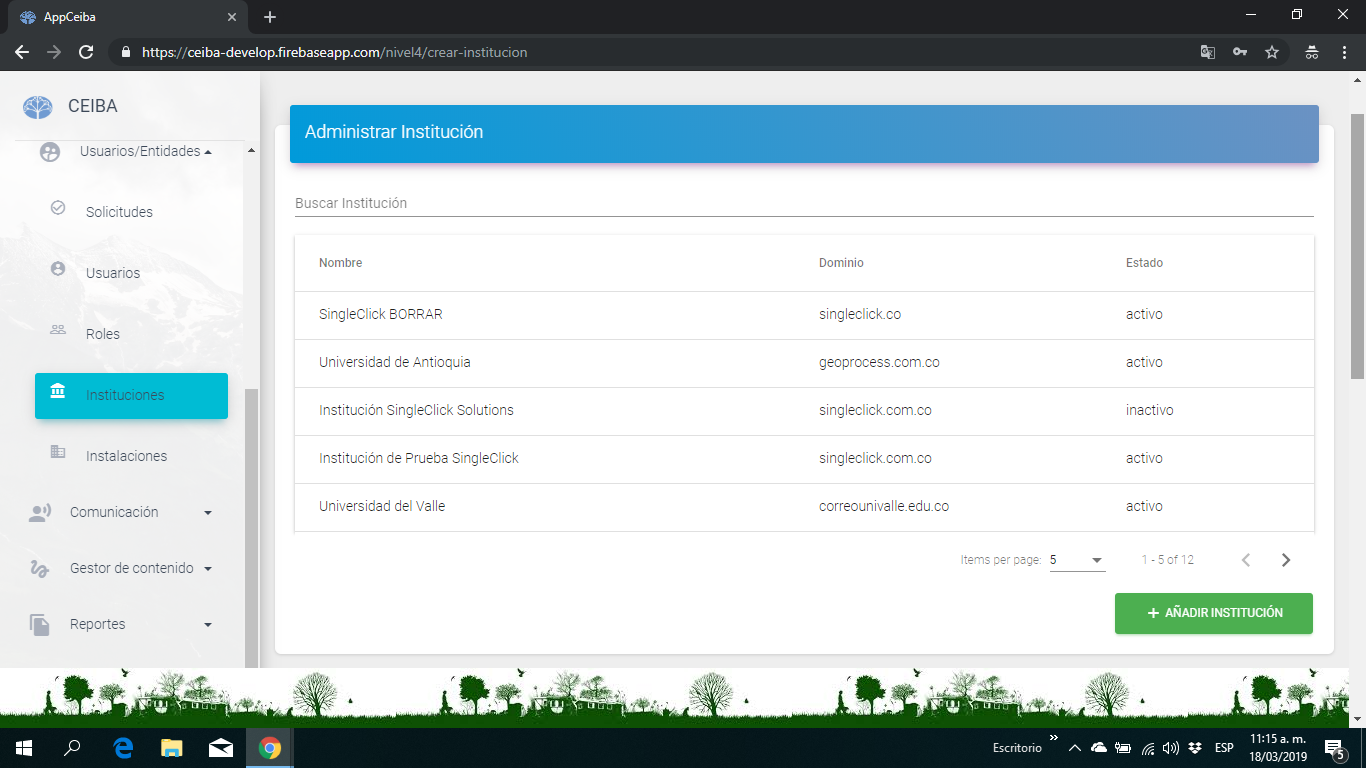 AppCeiba
https://ceiba-develop.firebaseapp.com/nivel4/crear-institucion
CEIBA
Usuarios/Entidades
Solicitudes
Usuarios
Roles
Instituciones
Instalaciones
Comunicación
Gestor de contenido
Reportes
Administrar Institución
Buscar Institución
Nombre Dominio Estado
SingleClick BORRAR singleclick.co activo
Universidad de Antioquia geoprocess.com.co activo
Institución SingleClick Solutions singleclick.com.co inactivo
Institución de Prueba SingleClick singleclick.com.co activo
Universidad del Valle correounivalle.edu.co activo
Items per page: 5 1 - 5 of 12
+ AÑADIR INSTITUCIÓN
Escritorio » ESP 11:15 a. m.
18/03/2019 5